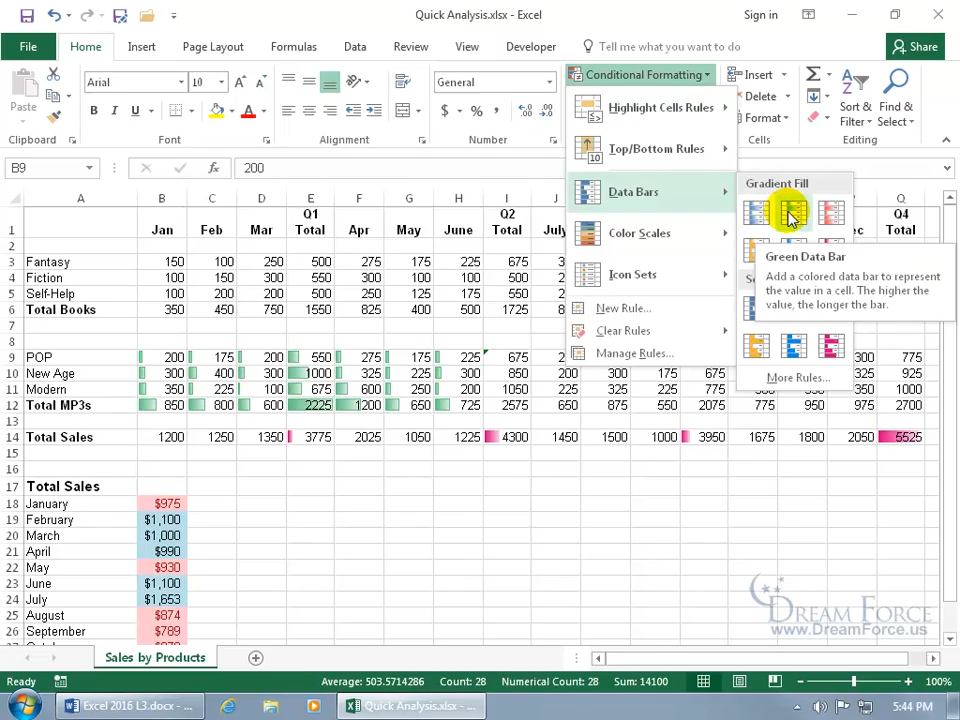 Quick Analysis.xlsx - Excel
Sign in
File Home Insert Page Layout Formulas Data Review View Developer Tell me what you want to do Share
Paste
Arial 10
General
Conditional Formatting
Insert
Delete
Format
Sort & Filter
Find & Select
Clipboard Font Alignment Number Cells Editing
B9 200
Highlight Cells Rules
Top/Bottom Rules
Data Bars
Color Scales
Icon Sets
New Rule...
Clear Rules
Manage Rules...
Gradient Fill
Green Data Bar
Add a colored data bar to represent
the value in a cell. The higher the
value, the longer the bar.
More Rules...
A B C D E F G H I J Q
1 Jan Feb Mar Q1 Total Apr May June Q2 Total July Q4 Total
2
3 Fantasy 150 100 250 500 275 175 225 675
4 Fiction 100 150 300 550 300 100 100 500
5 Self-Help 100 200 200 500 250 125 175 550
6 Total Books 350 450 750 1550 825 400 500 1725
7
8
9 POP 200 175 200 550 275 175 225 675 300 775
10 New Age 300 400 300 1000 325 225 300 850 300 200 175 675 325 925
11 Modern 350 225 100 675 600 250 200 1050 225 225 325 775 350 1000
12 Total MP3s 850 800 600 2225 1200 650 725 2575 650 875 550 2075 775 950 975 2700
13
14 Total Sales 1200 1250 1350 3775 2025 1050 1225 4300 1450 1500 1000 3950 1675 1800 2050 5525
15
16
17 Total Sales
18 January $975
19 February $1,100
20 March $1,000
21 April $990
22 May $930
23 June $1,100
24 July $1,653
25 August $874
26 September $789
DREAM FORCE
www.DreamForce.us
Sales by Products
Ready Average: 503.5714286 Count: 28 Numerical Count: 28 Sum: 14100 100%
Excel 2016 L3.docx - ...
Quick Analysis.xlsx - ...
5:44 PM